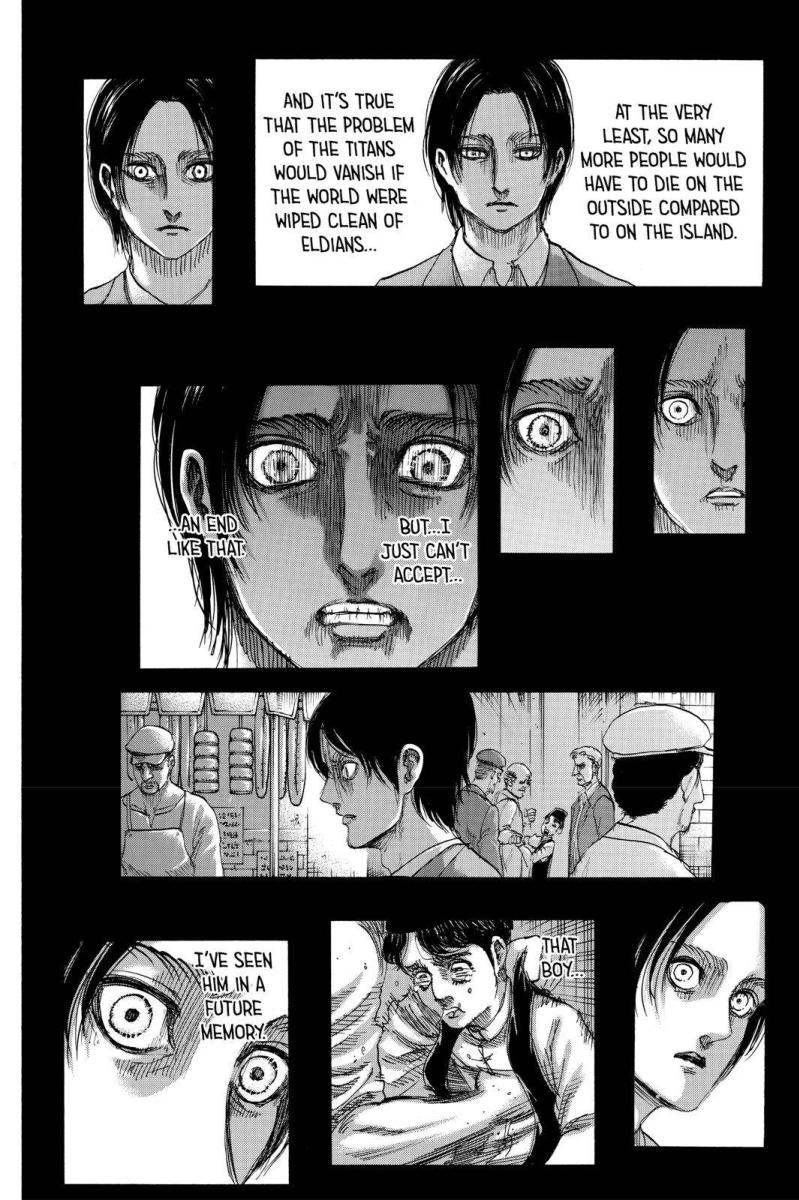 AT THE VERY
LEAST, SO MANY
MORE PEOPLE WOULD
HAVE TO DIE ON THE
OUTSIDE COMPARED
TO ON THE ISLAND.
AND IT'S TRUE
THAT THE PROBLEM
OF THE TITANS
WOULD VANISH IF
THE WORLD WERE
WIPED CLEAN OF
ELDIANS...
BUT...I
JUST CAN'T
ACCEPT...
...AN END
LIKE THAT.
THAT
BOY...
I'VE SEEN
HIM IN A
FUTURE
MEMORY.